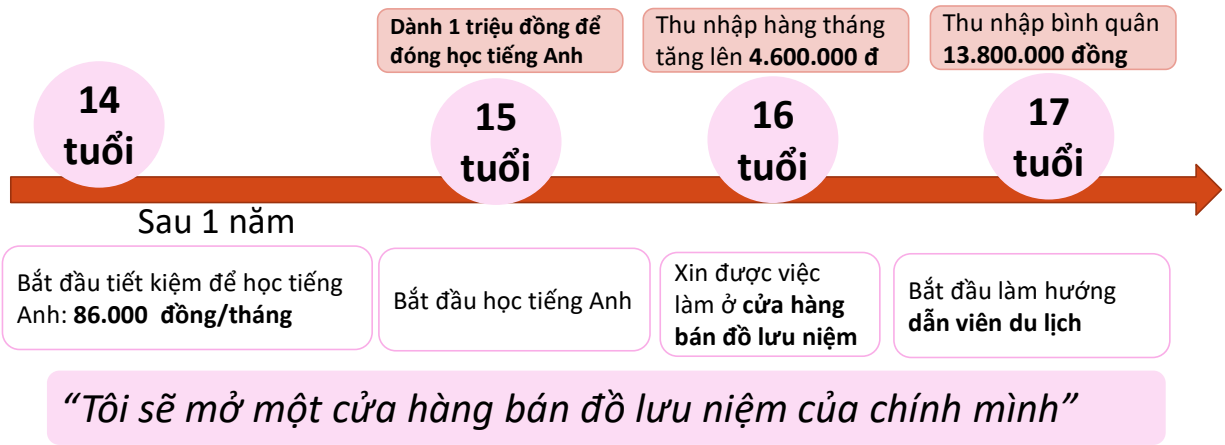 Dành 1 triệu đồng để
đóng học tiếng Anh
Thu nhập hàng tháng
tăng lên 4.600.000 đ
Thu nhập bình quân
13.800.000 đồng
14
tuổi
15
tuổi
16
tuổi
17
tuổi
Sau 1 năm
Bắt đầu tiết kiệm để học tiếng
Anh: 86.000 đồng/tháng
Bắt đầu học tiếng Anh
Xin được việc
làm ở cửa hàng
bán đồ lưu niệm
Bắt đầu làm hướng
dẫn viên du lịch
“Tôi sẽ mở một cửa hàng bán đồ lưu niệm của chính mình”